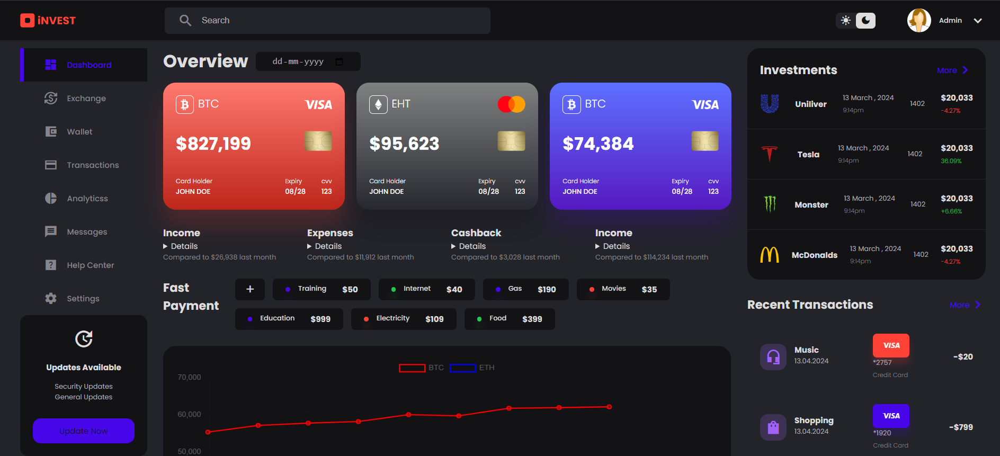 iNVEST
Search
Admin
Dashboard
Exchange
Wallet
Transactions
Analyticss
Messages
Help Center
Settings
Updates Available
Security Updates
General Updates
Update Now
Overview
dd-mm-yyyy
BTC VISA
$827,199
Card Holder Expiry cvv
JOHN DOE 08/28 123
EHT
$95,623
Card Holder Expiry cvv
JOHN DOE 08/28 123
BTC VISA
$74,384
Card Holder Expiry cvv
JOHN DOE 08/28 123
Income
Details
Compared to $26,938 last month
Expenses
Details
Compared to $11,912 last month
Cashback
Details
Compared to $3,028 last month
Income
Details
Compared to $114,234 last month
Fast
Payment
+
Training $50
Internet $40
Gas $190
Movies $35
Education $999
Electricity $109
Food $399
BTC ETH
70,000
60,000
50,000
Investments More
Uniliver 13 March , 2024 1402 $20,033
9:14pm -4.27%
Tesla 13 March , 2024 1402 $20,033
9:14pm 36.09%
Monster 13 March , 2024 1402 $20,033
9:14pm +6.66%
McDonalds 13 March , 2024 1402 $20,033
9:14pm -4.27%
Recent Transactions More
Music VISA -$20
13.04.2024 *2757
Credit Card
Shopping VISA -$799
13.04.2024 *1920
Credit Card